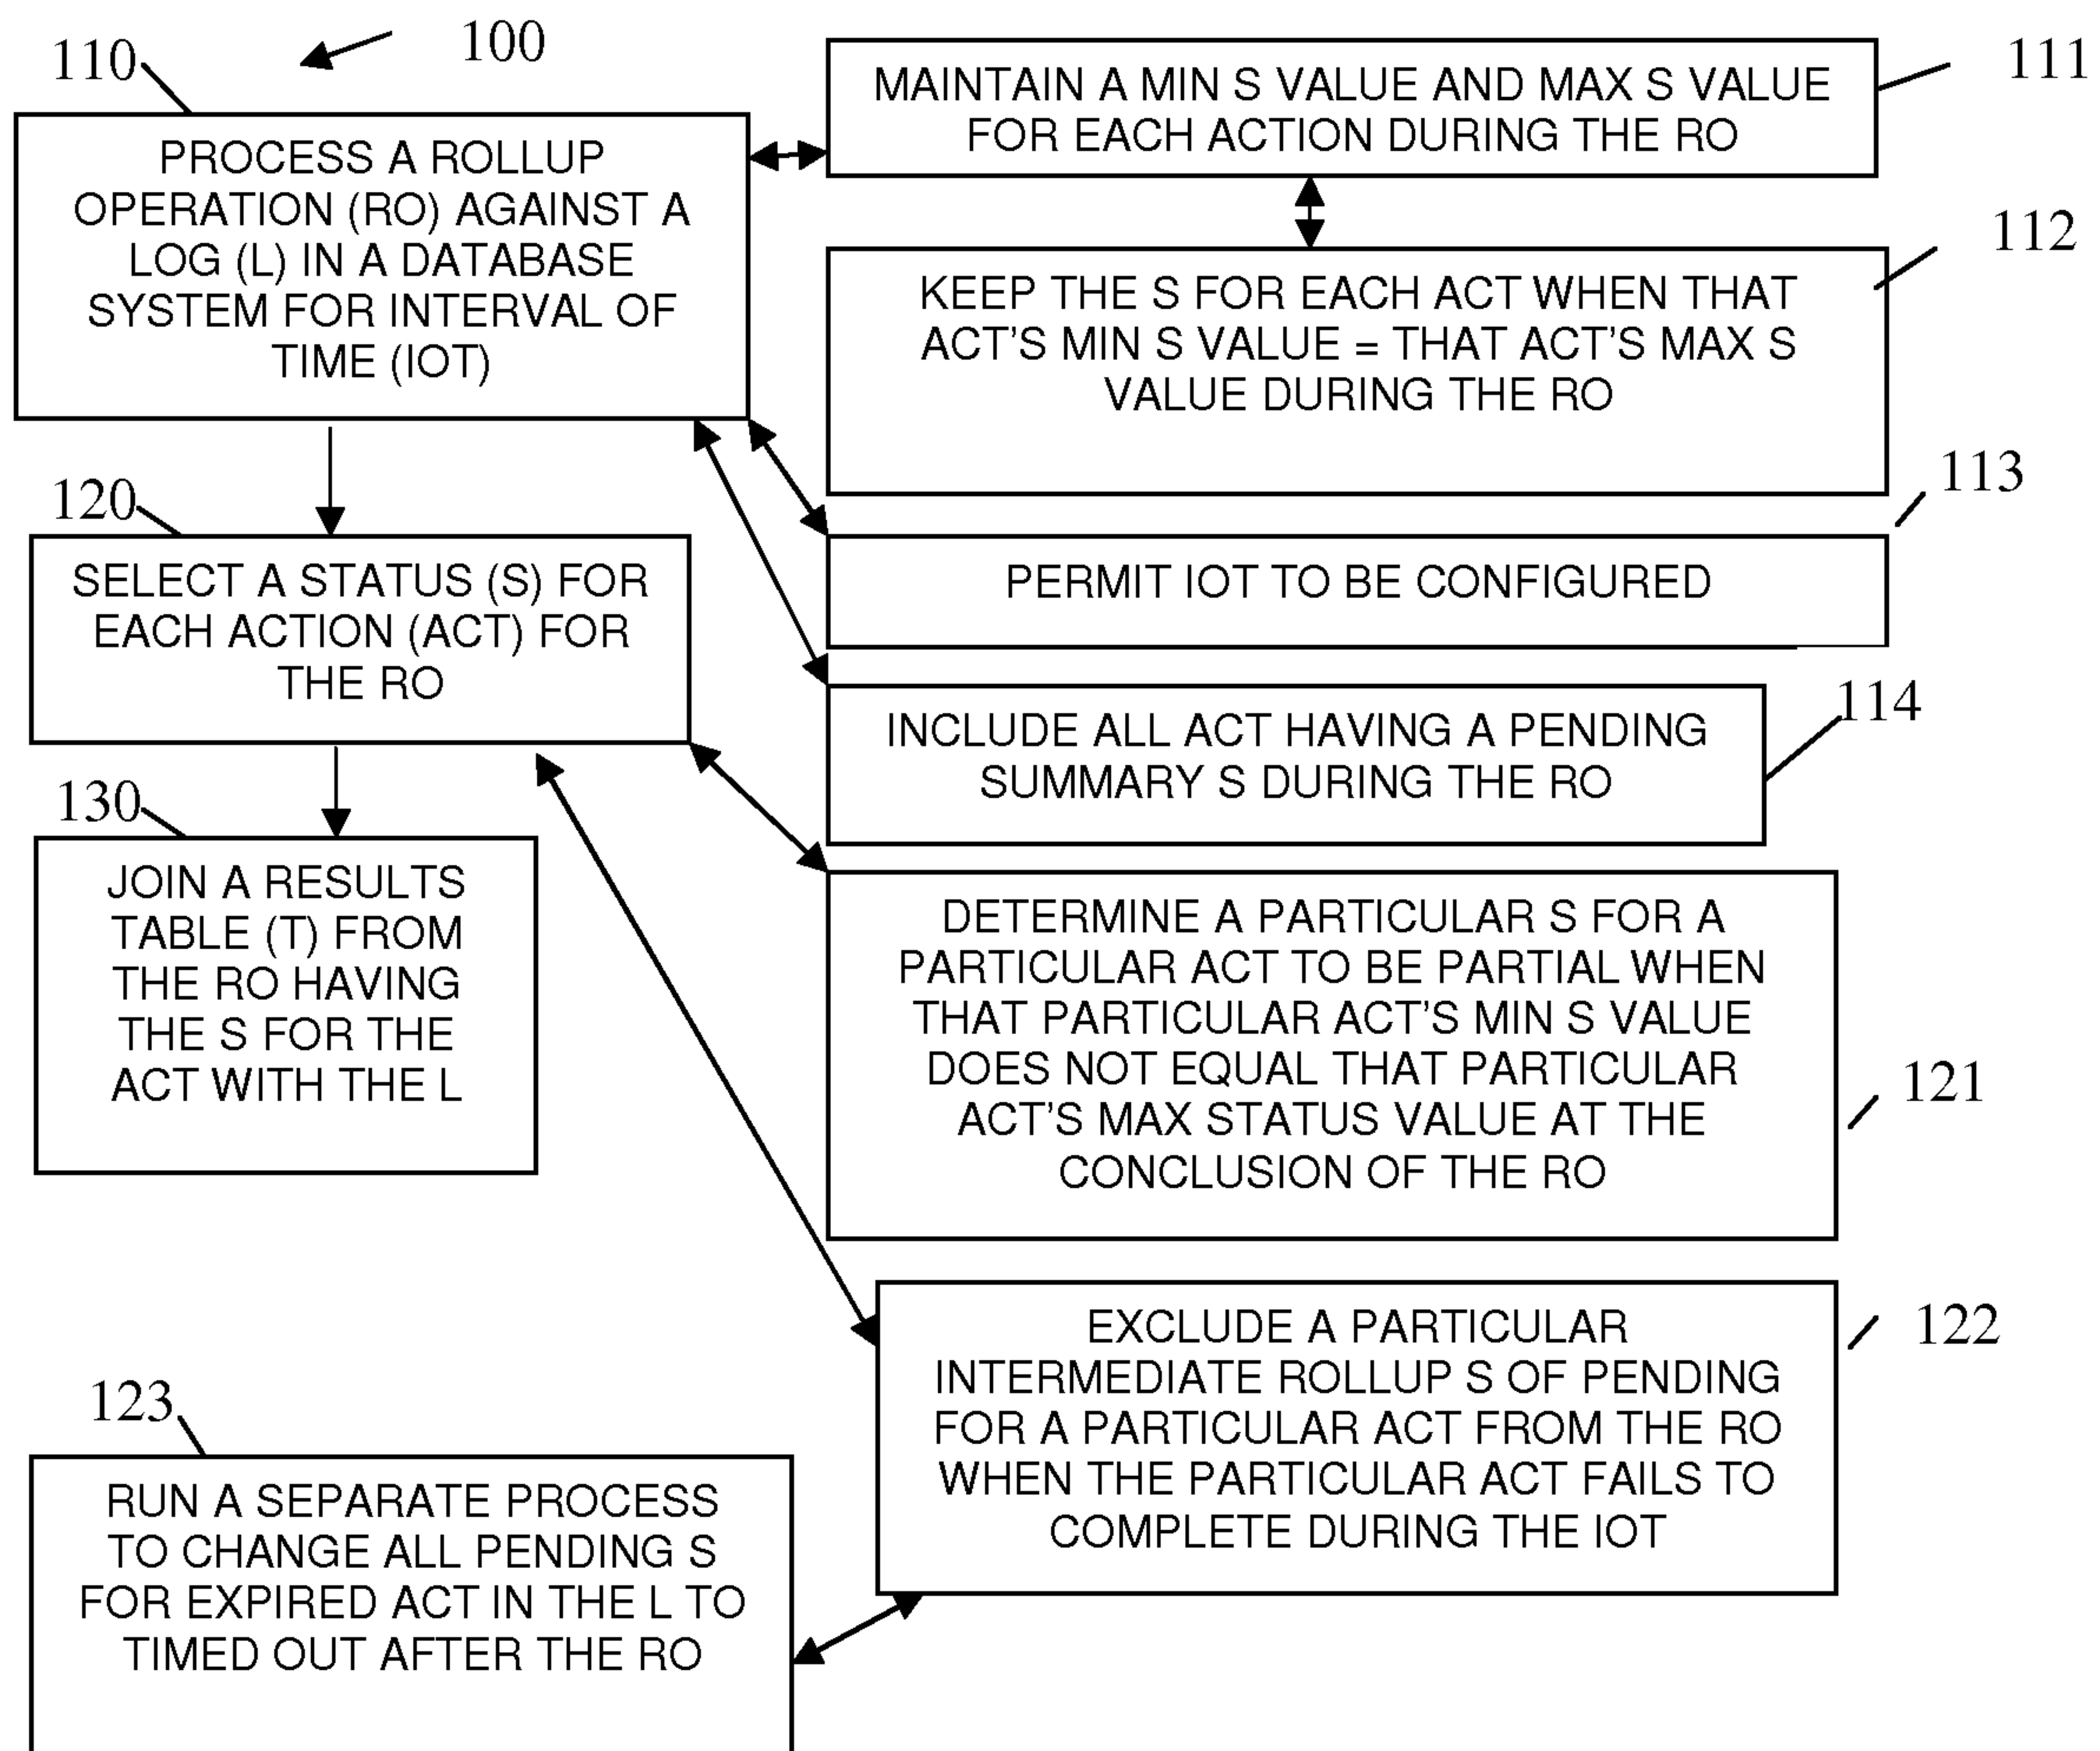 100
110
PROCESS A ROLLUP
OPERATION (RO) AGAINST A
LOG (L) IN A DATABASE
SYSTEM FOR INTERVAL OF
TIME (IOT)
111
MAINTAIN A MIN S VALUE AND MAX S VALUE
FOR EACH ACTION DURING THE RO
112
KEEP THE S FOR EACH ACT WHEN THAT
ACT'S MIN S VALUE = THAT ACT'S MAX S
VALUE DURING THE RO
113
PERMIT IOT TO BE CONFIGURED
114
INCLUDE ALL ACT HAVING A PENDING
SUMMARY S DURING THE RO
120
SELECT A STATUS (S) FOR
EACH ACTION (ACT) FOR
THE RO
121
DETERMINE A PARTICULAR S FOR A
PARTICULAR ACT TO BE PARTIAL WHEN
THAT PARTICULAR ACT'S MIN S VALUE
DOES NOT EQUAL THAT PARTICULAR
ACT'S MAX STATUS VALUE AT THE
CONCLUSION OF THE RO
130
JOIN A RESULTS
TABLE (T) FROM
THE RO HAVING
THE S FOR THE
ACT WITH THE L
122
EXCLUDE A PARTICULAR
INTERMEDIATE ROLLUP S OF PENDING
FOR A PARTICULAR ACT FROM THE RO
WHEN THE PARTICULAR ACT FAILS TO
COMPLETE DURING THE IOT
123
RUN A SEPARATE PROCESS
TO CHANGE ALL PENDING S
FOR EXPIRED ACT IN THE L TO
TIMED OUT AFTER THE RO